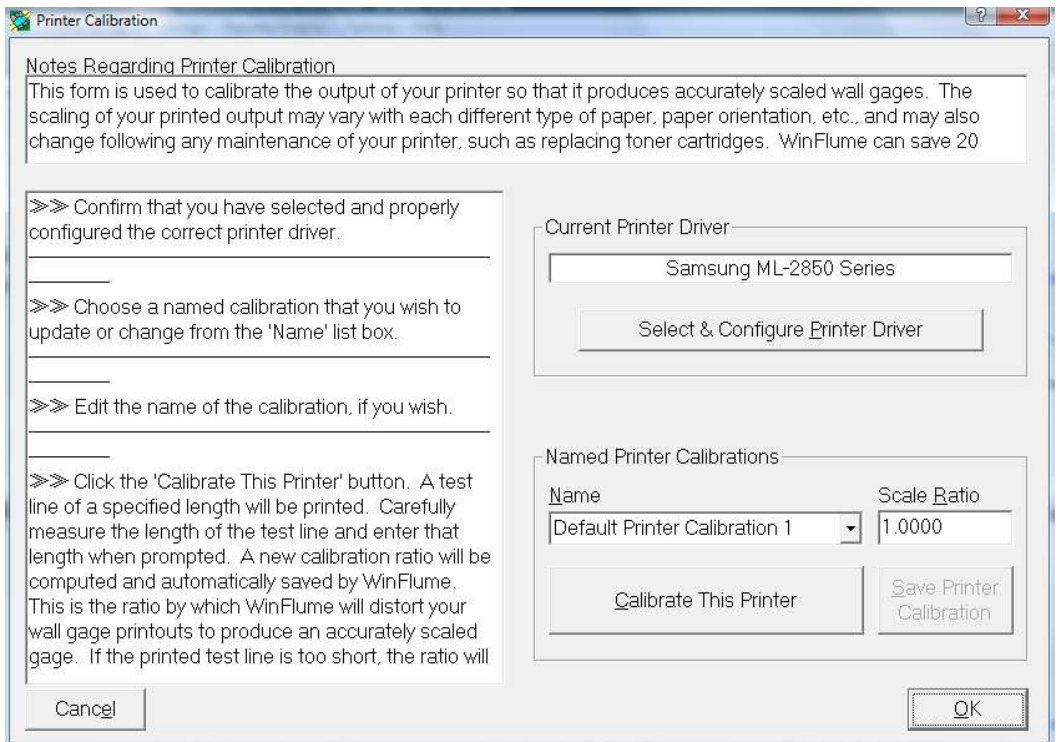 Printer Calibration
Notes Regarding Printer Calibration
This form is used to calibrate the output of your printer so that it produces accurately scaled wall gages. The
scaling of your printed output may vary with each different type of paper, paper orientation, etc., and may also
change following any maintenance of your printer, such as replacing toner cartridges. WinFlume can save 20
>> Confirm that you have selected and properly
configured the correct printer driver.
>> Choose a named calibration that you wish to
update or change from the 'Name' list box.
>> Edit the name of the calibration, if you wish.
>> Click the 'Calibrate This Printer' button. A test
line of a specified length will be printed. Carefully
measure the length of the test line and enter that
length when prompted. A new calibration ratio will be
computed and automatically saved by WinFlume.
This is the ratio by which WinFlume will distort your
wall gage printouts to produce an accurately scaled
gage. If the printed test line is too short, the ratio will
Current Printer Driver
Samsung ML-2850 Series
Select & Configure Printer Driver
Named Printer Calibrations
Name
Scale Ratio
Default Printer Calibration 1
1.0000
Calibrate This Printer
Save Printer
Calibration
Cancel
OK